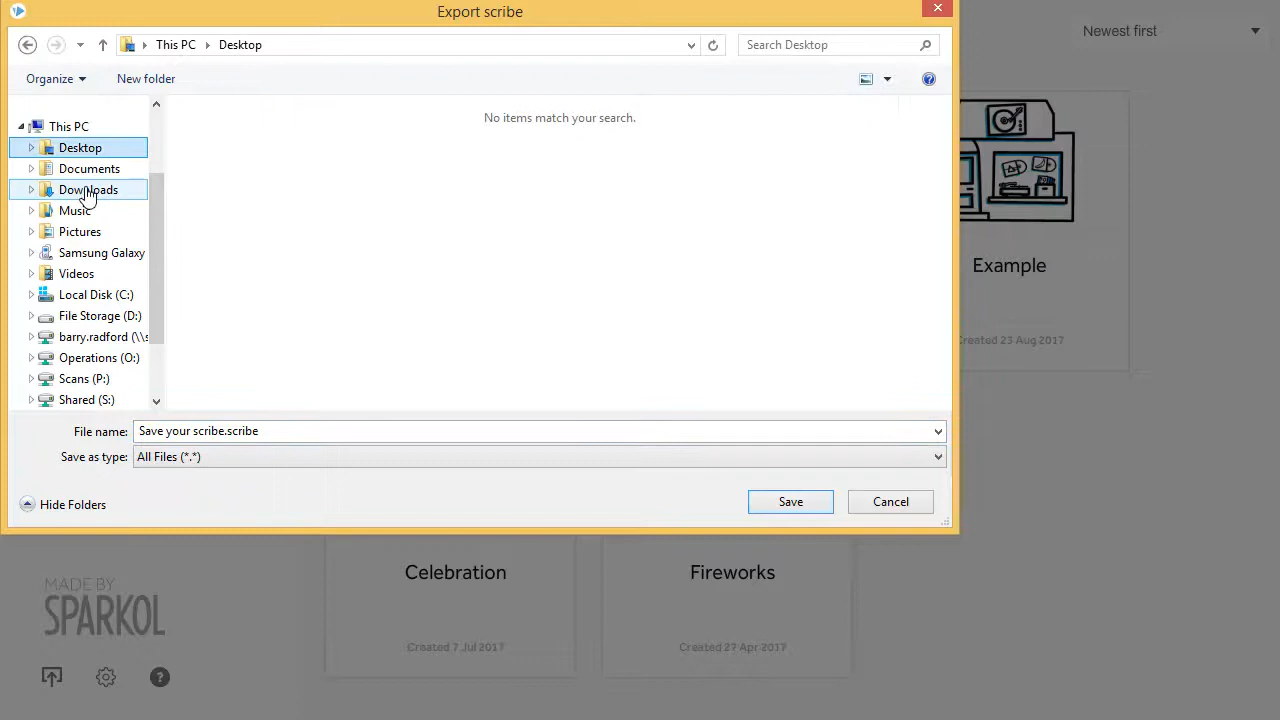 Export scribe
This PC
Desktop
Search Desktop
Newest first
Organize
New folder
No items match your search.
This PC
Desktop
Documents
Downloads
Music
Pictures
Samsung Galaxy
Videos
Local Disk (C:)
File Storage (D:)
barry.radford (\\s
Operations (O:)
Scans (P:)
Shared (S:)
Example
Created 23 Aug 2017
File name: Save your scribe.scribe
Save as type: All Files (*.*)
Hide Folders
Save
Cancel
Celebration
Created 7 Jul 2017
Fireworks
Created 27 Apr 2017
MADE BY
SPARKOL
?